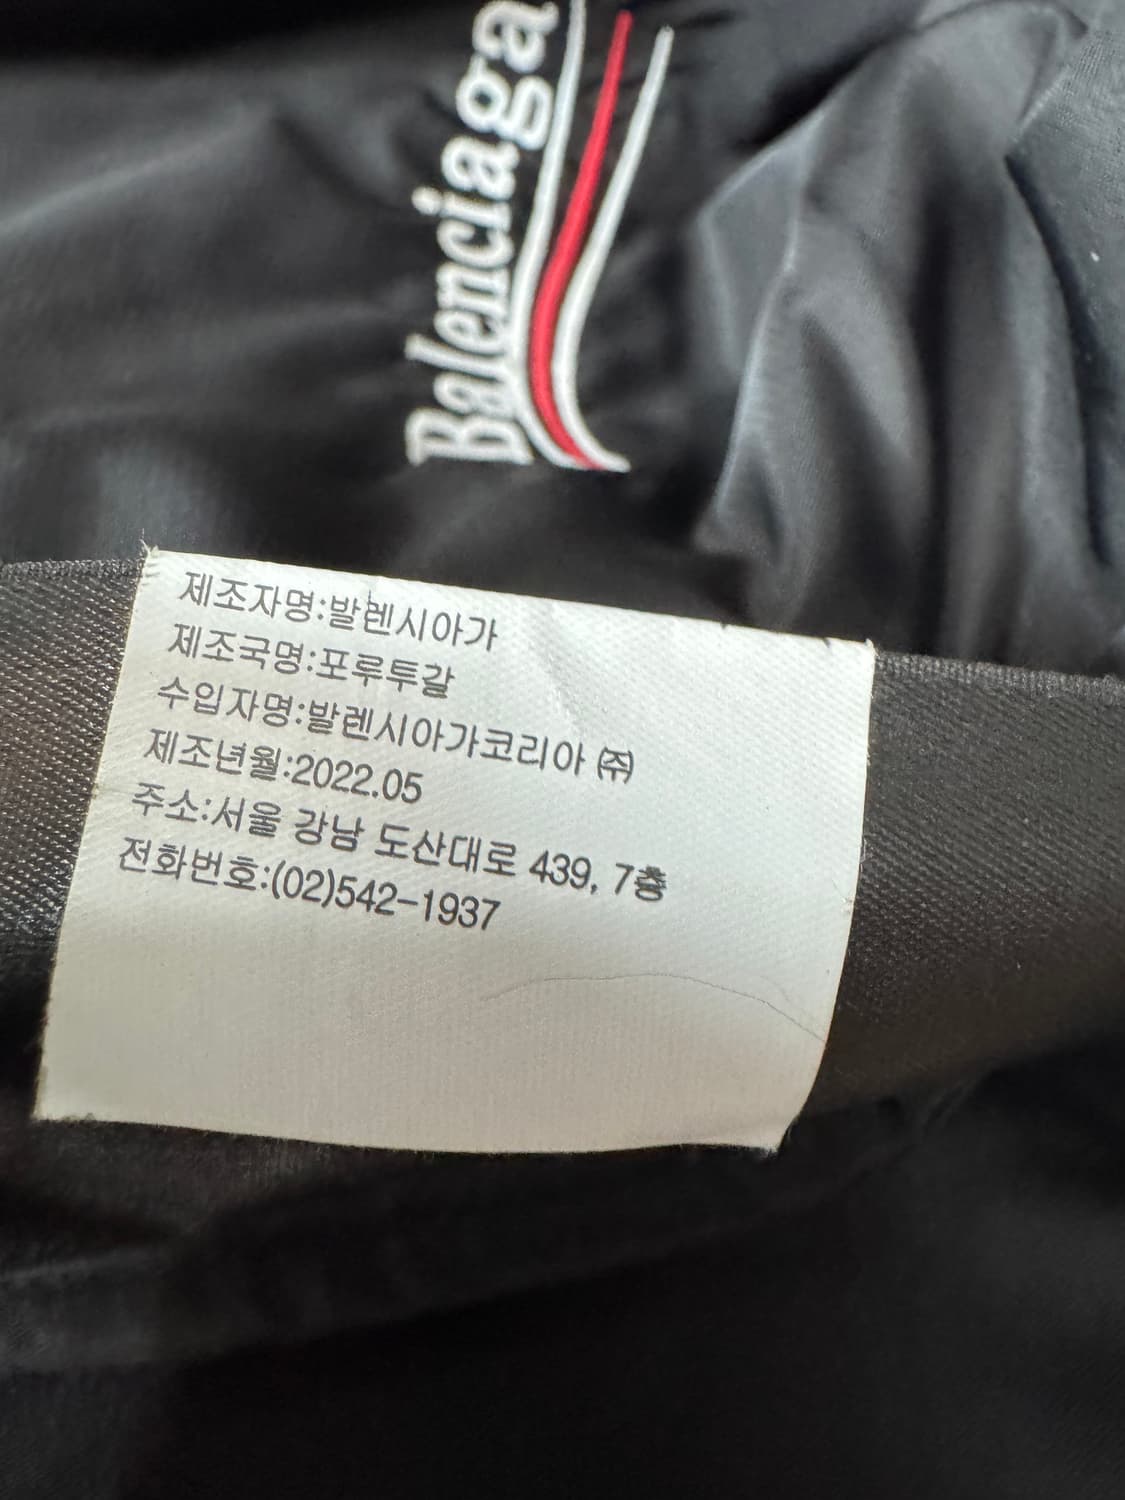 Balenciaga
제조자명:발렌시아가
제조국명:포루투갈
수입자명:발렌시아가코리아 ㈜
제조년월:2022.05
주소:서울 강남 도산대로 439, 7층
전화번호:(02)542-1937